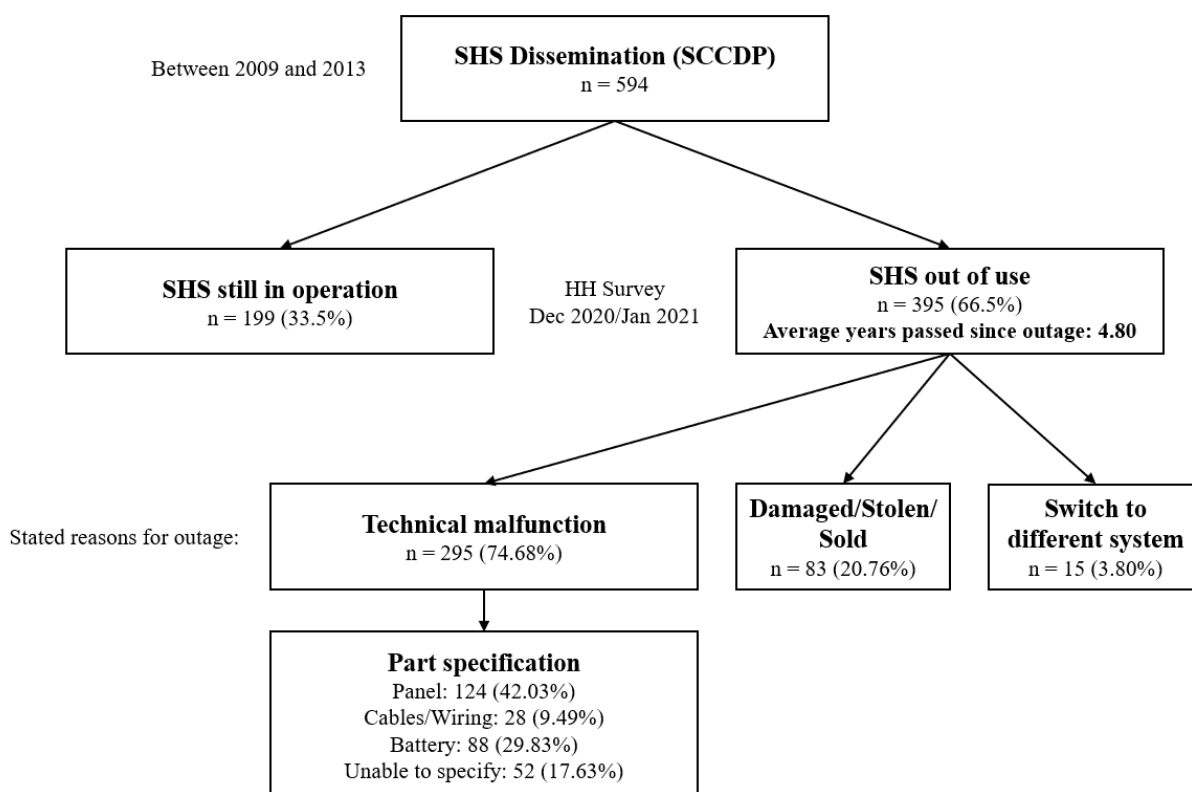 SHS Dissemination (SCCDP)
n = 594
Between 2009 and 2013
SHS still in operation
n = 199 (33.5%)
HH Survey
Dec 2020/Jan 2021
SHS out of use
n = 395 (66.5%)
Average years passed since outage: 4.80
Stated reasons for outage:
Technical malfunction
n = 295 (74.68%)
Damaged/Stolen/
Sold
n = 83 (20.76%)
Switch to
different system
n = 15 (3.80%)
Part specification
Panel: 124 (42.03%)
Cables/Wiring: 28 (9.49%)
Battery: 88 (29.83%)
Unable to specify: 52 (17.63%)